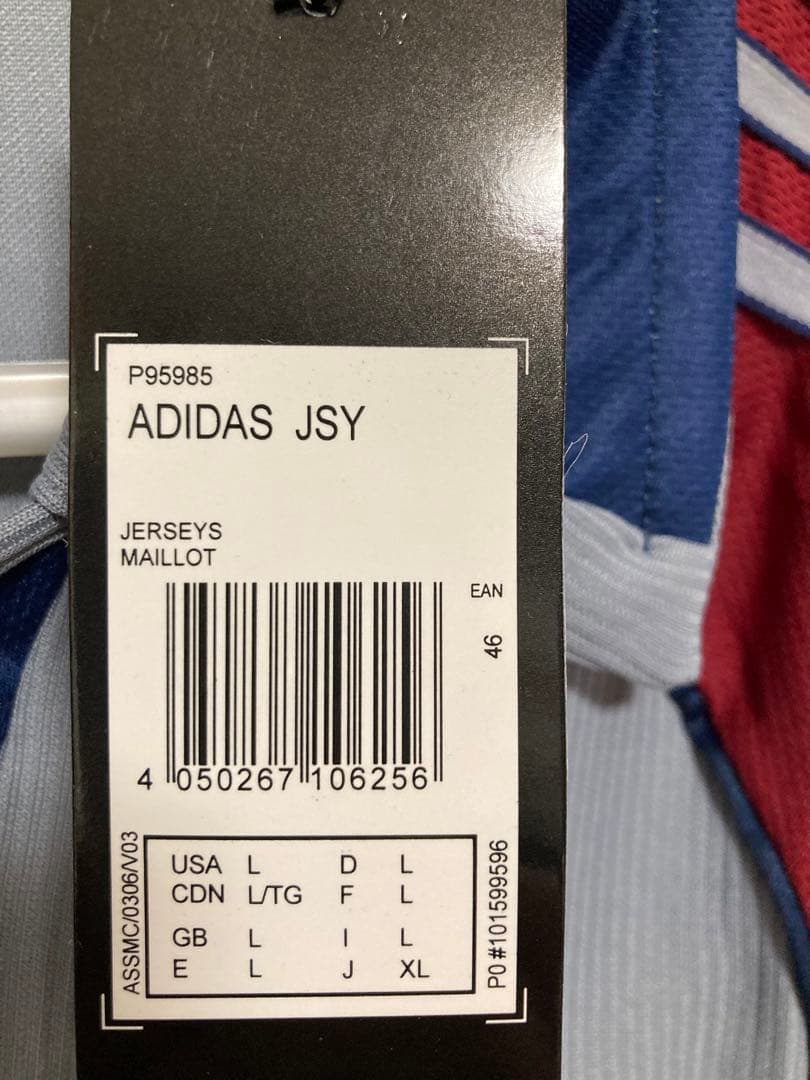 P95985
ADIDAS JSY
JERSEYS
MAILLOT
EAN
46
4 050267 106256
USA L D L
CDN L/TG F L
GB L I L
E L J XL
ASSMC/0306/V03
PO #101599596